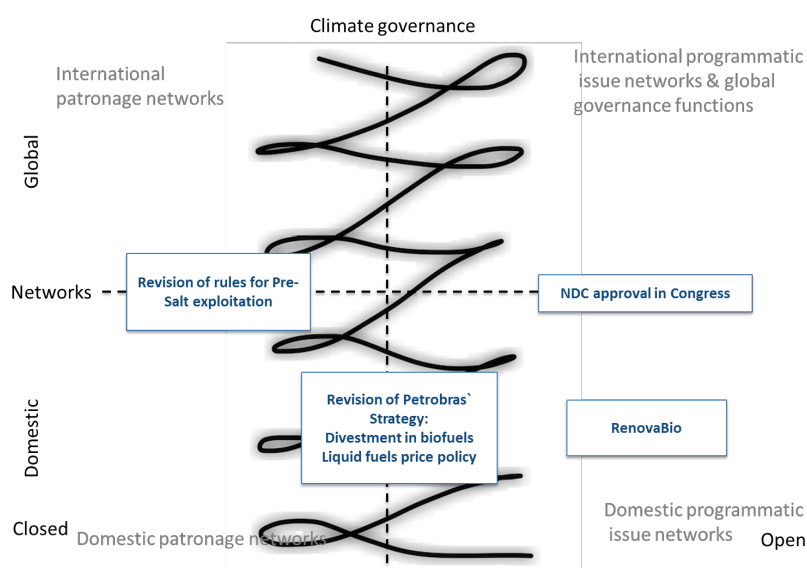 Climate governance
International
patronage networks
International programmatic
issue networks & global
governance functions
Global
Revision of rules for Pre-
Salt exploitation
Networks
NDC approval in Congress
Revision of Petrobras`
Strategy:
Divestment in biofuels
Liquid fuels price policy
RenovaBio
Domestic
Closed
Domestic patronage networks
Domestic programmatic
issue networks
Open